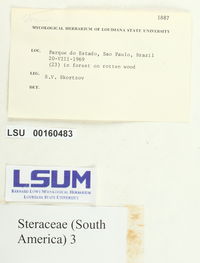 1887
MYCOLOGICAL HERBARIUM OF LOUISIANA STATE UNIVERSITY
LOC. Parque do Estado, Sao Paulo, Brazil
20-VIII-1969
(23) in forest on rotten wood
LEG. S.V. Skortsov
DET.
LSU 00160483
LSUM
BERNARD LOWY MYCOLOGICAL HERBARIUM
LOUISIANA STATE UNIVERSITY
Steraceae (South
America) 3